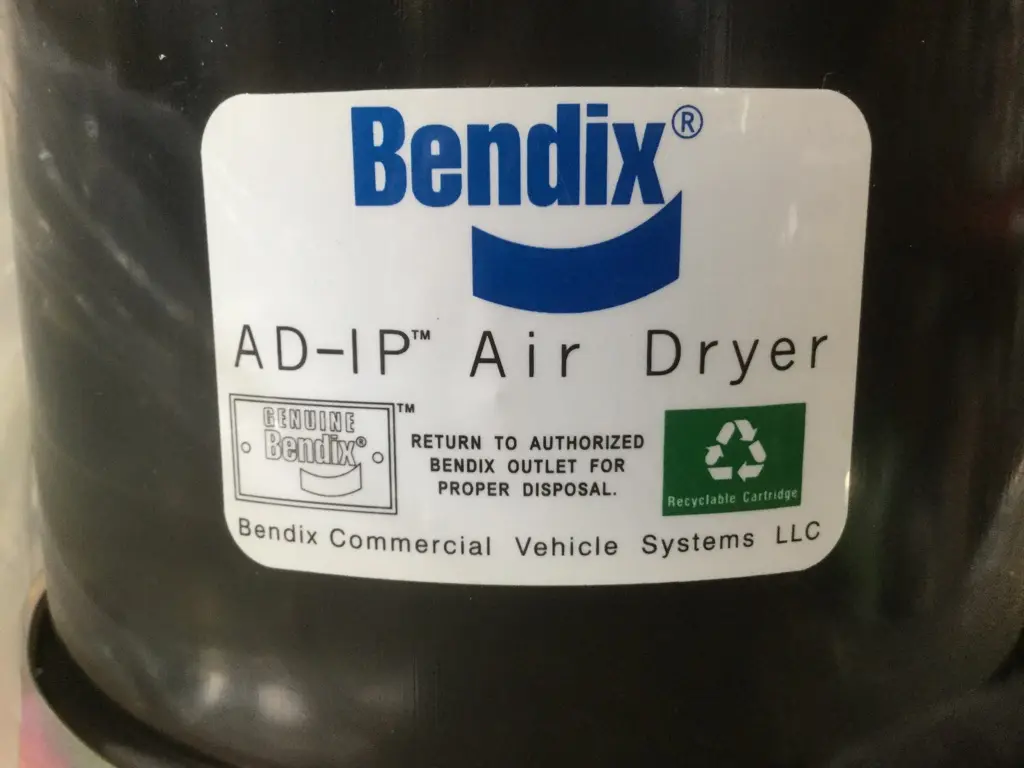 Bendix®
AD-IP™ Air Dryer
GENUINE
Bendix®
™
RETURN TO AUTHORIZED
BENDIX OUTLET FOR
PROPER DISPOSAL.
Recyclable Cartridge
Bendix Commercial Vehicle Systems LLC